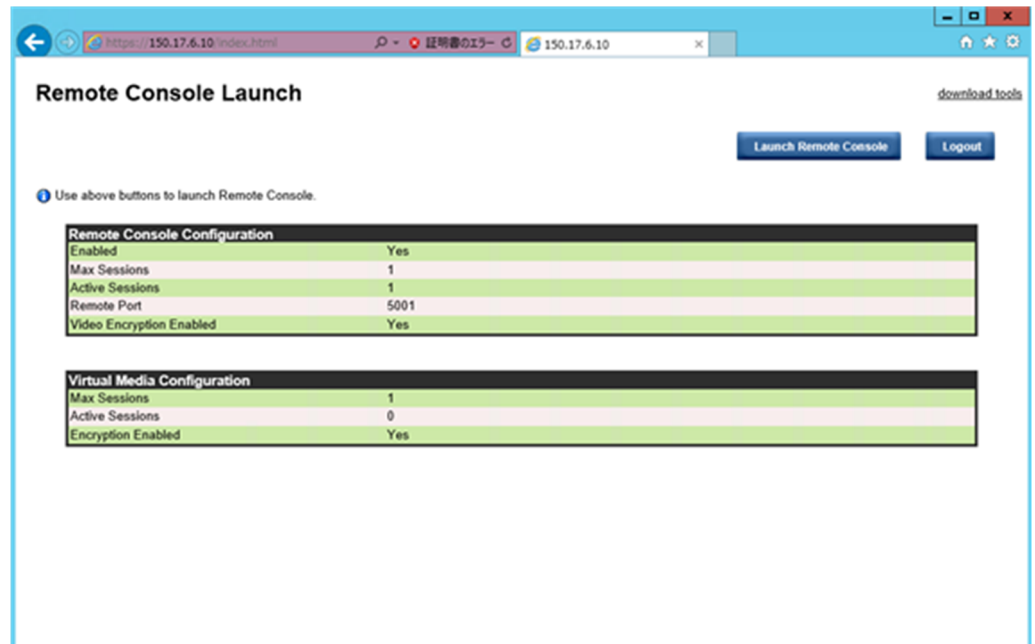 https://150.17.6.10/index.html 証明書のエラー 150.17.6.10
Remote Console Launch
download tools
Launch Remote Console Logout
Use above buttons to launch Remote Console.
Remote Console Configuration
Enabled Yes
Max Sessions 1
Active Sessions 1
Remote Port 5001
Video Encryption Enabled Yes
Virtual Media Configuration
Max Sessions 1
Active Sessions 0
Encryption Enabled Yes